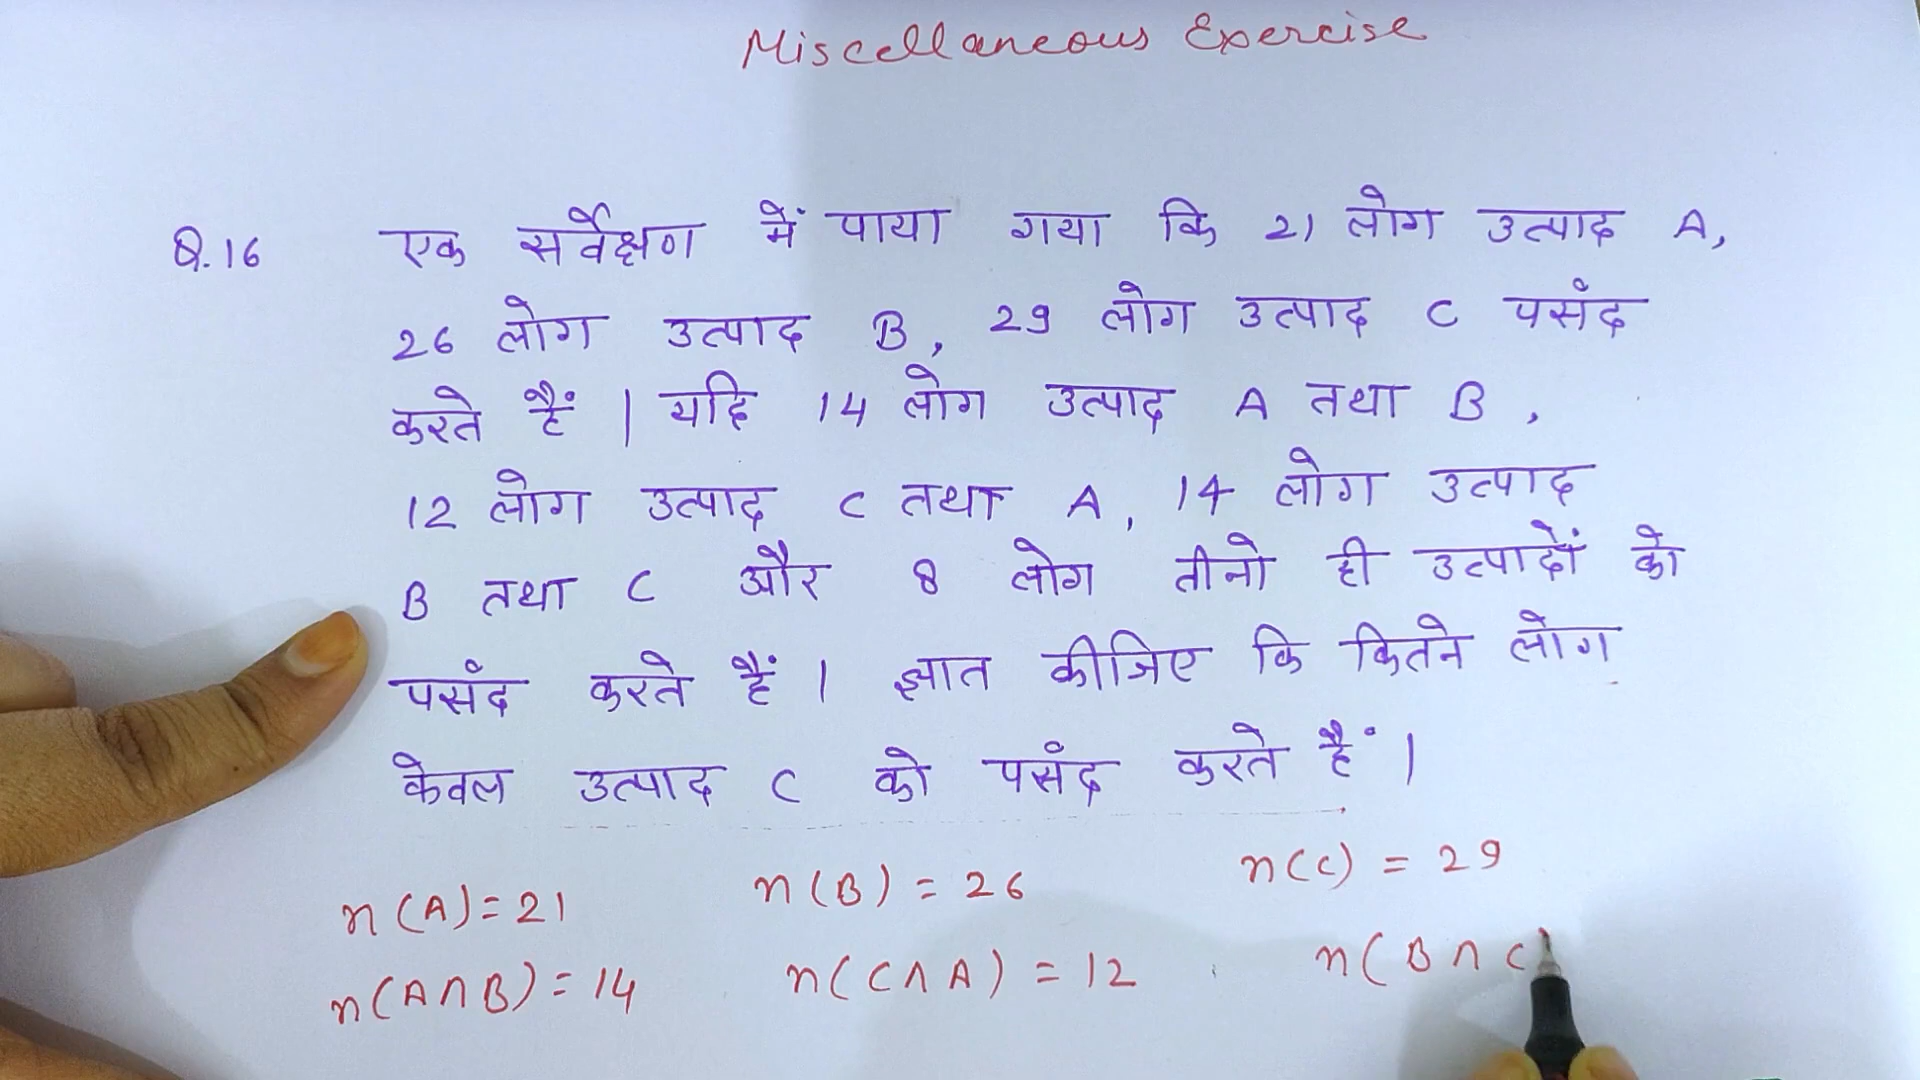 Miscellaneous Exercise
Q.16 एक सर्वेक्षण में पाया गया कि 21 लोग उत्पाद A,
26 लोग उत्पाद B, 29 लोग उत्पाद C पसंद
करते हैं । यदि 14 लोग उत्पाद A तथा B ,
12 लोग उत्पाद C तथा A, 14 लोग उत्पाद
B तथा C और 8 लोग तीनो ही उत्पादों को
पसंद करते हैं । ज्ञात कीजिए कि कितने लोग
केवल उत्पाद C को पसंद करते हैं ।
n(A)=21 n(B) = 26 n(C) = 29
n(A∩B)=14 n(C∩A) = 12 n(B∩C)